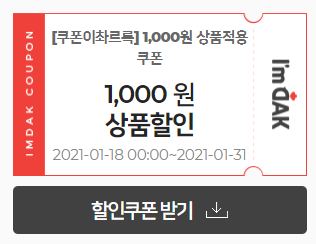 IMDAK COUPON
[쿠폰이촤르륵] 1,000원 상품적용
쿠폰
1,000 원
상품할인
2021-01-18 00:00~2021-01-31
I'm ďAK
할인쿠폰 받기